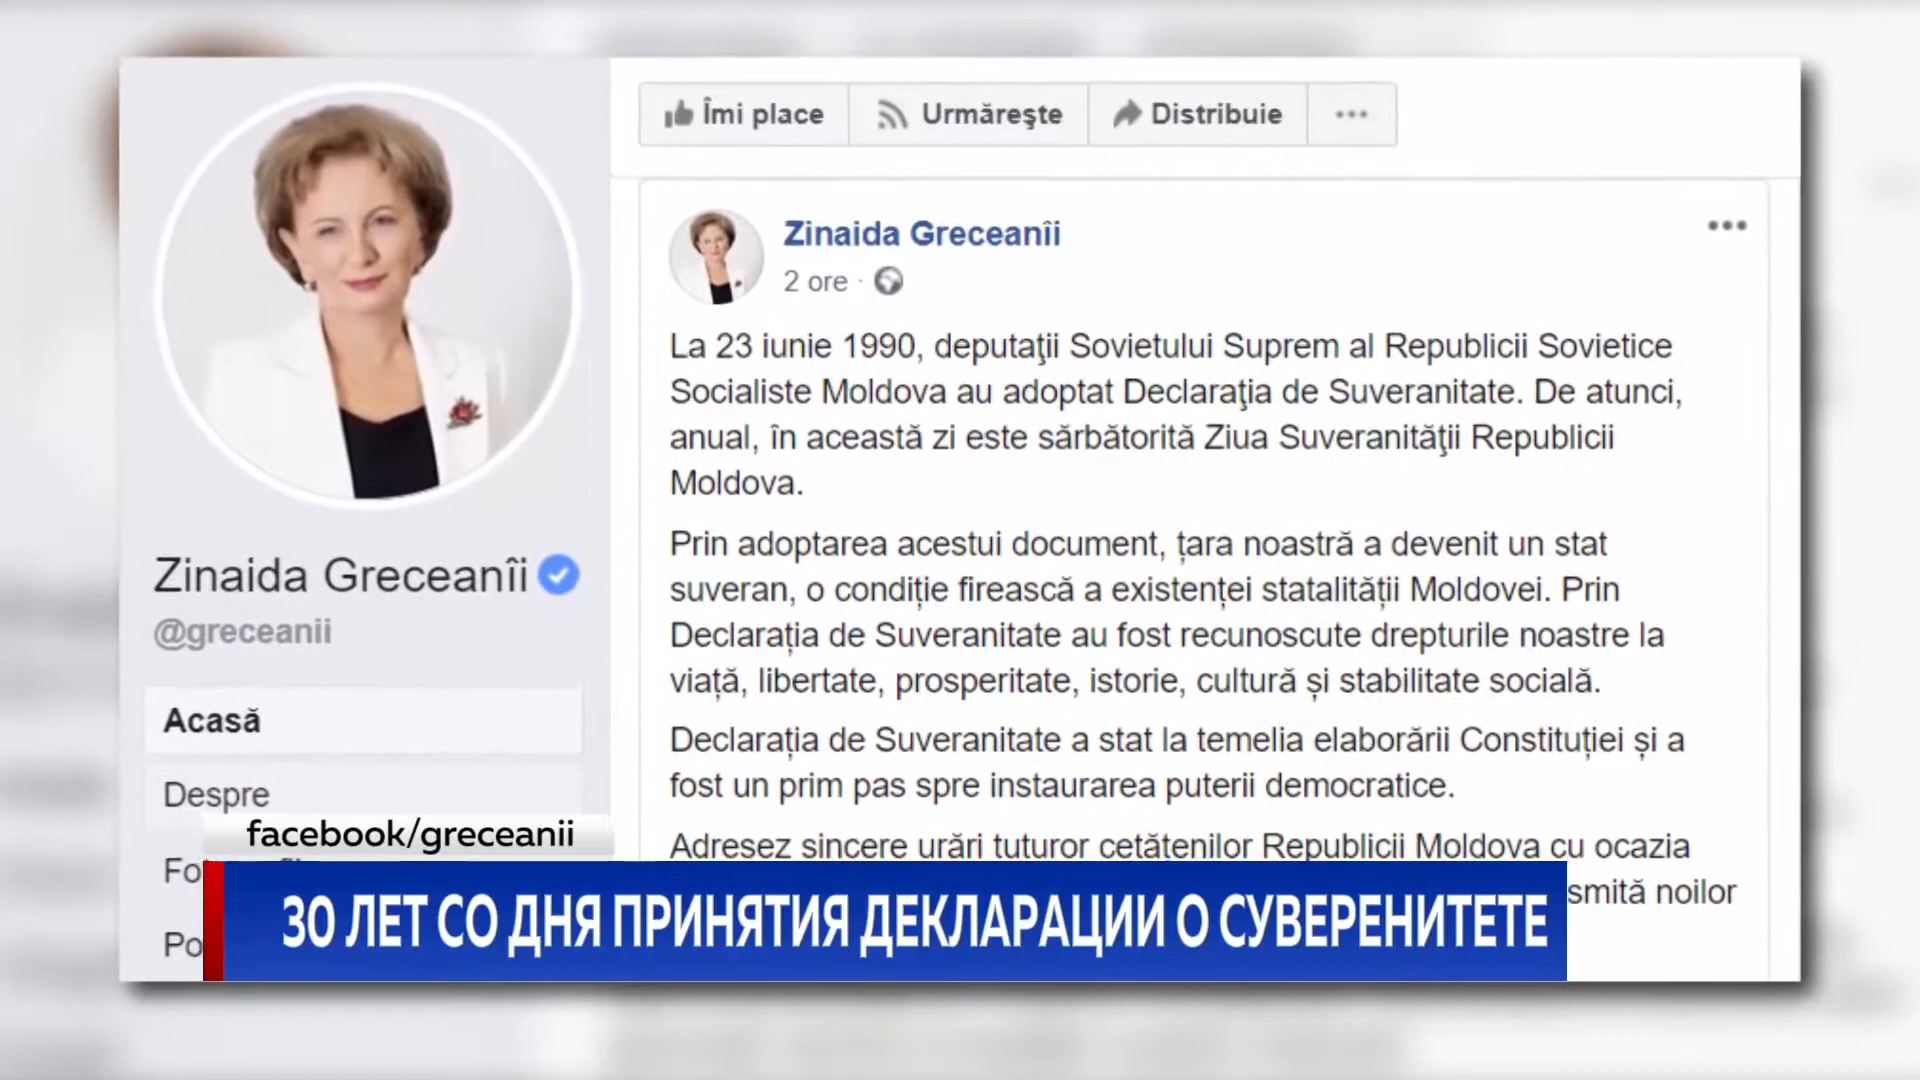 Îmi place
Urmăreşte
Distribuie
Zinaida Greceanîi
2 ore
La 23 iunie 1990, deputaţii Sovietului Suprem al Republicii Sovietice
Socialiste Moldova au adoptat Declaraţia de Suveranitate. De atunci,
anual, în această zi este sărbătorită Ziua Suveranităţii Republicii
Moldova.
Prin adoptarea acestui document, țara noastră a devenit un stat
suveran, o condiție firească a existenței statalității Moldovei. Prin
Declarația de Suveranitate au fost recunoscute drepturile noastre la
viață, libertate, prosperitate, istorie, cultură și stabilitate socială.
Declarația de Suveranitate a stat la temelia elaborării Constituției și a
fost un prim pas spre instaurarea puterii democratice.
Adresez sincere urări tuturor cetățenilor Republicii Moldova cu ocazia
smită noilor
Zinaida Greceanîi
@greceanii
Acasă
Despre
Fo
Po
facebook/greceanii
30 ЛЕТ СО ДНЯ ПРИНЯТИЯ ДЕКЛАРАЦИИ О СУВЕРЕНИТЕТЕ